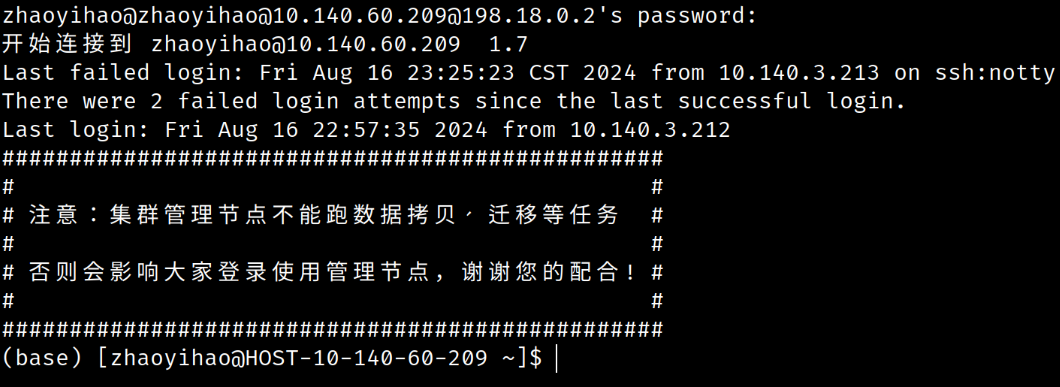 zhaoyihao@zhaoyihao@10.140.60.209@198.18.0.2's password:
开始连接到 zhaoyihao@10.140.60.209  1.7
Last failed login: Fri Aug 16 23:25:23 CST 2024 from 10.140.3.213 on ssh:notty
There were 2 failed login attempts since the last successful login.
Last login: Fri Aug 16 22:57:35 2024 from 10.140.3.212
#################################################
#                                               #
# 注意：集群管理节点不能跑数据拷贝、迁移等任务  #
#                                               #
# 否则会影响大家登录使用管理节点，谢谢您的配合! #
#                                               #
#################################################
(base) [zhaoyihao@HOST-10-140-60-209 ~]$